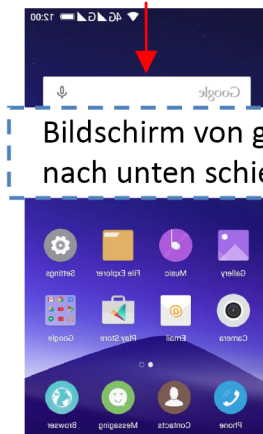 12:00 4G 4G
Google
Bildschirm von g
nach unten schie
Settings File Explorer Music Gallery
Google Play Store Email Camera
Browser Messaging Contacts Phone